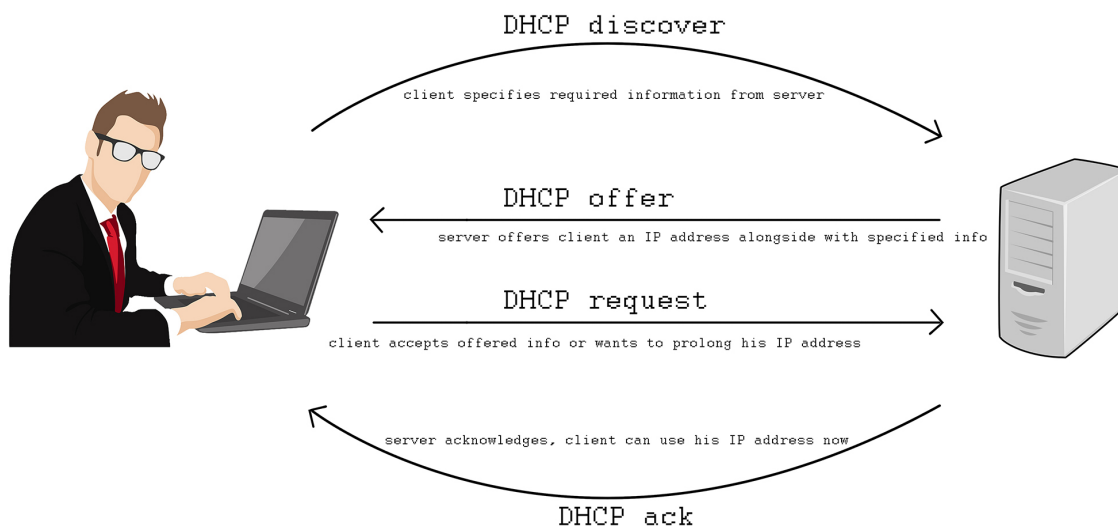 DHCP discover
client specifies required information from server
DHCP offer
server offers client an IP address alongside with specified info
DHCP request
client accepts offered info or wants to prolong his IP address
server acknowledges, client can use his IP address now
DHCP ack